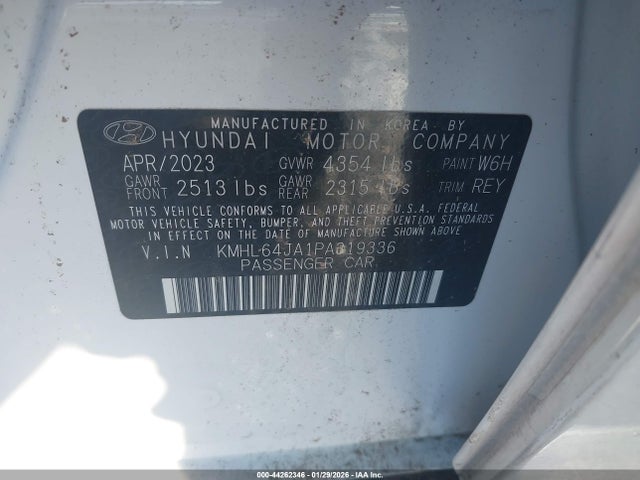 MANUFACTURED IN KOREA BY
HYUNDAI MOTOR COMPANY
APR/2023 GVWR 4354 lbs PAINT W6H
GAWR FRONT 2513 lbs GAWR REAR 2315 lbs TRIM REY
THIS VEHICLE CONFORMS TO ALL APPLICABLE U.S.A. FEDERAL
MOTOR VEHICLE SAFETY, BUMPER, AND THEFT PREVENTION STANDARDS
IN EFFECT ON THE DATE OF MANUFACTURE SHOWN ABOVE.
V.I.N KMHL64JA1PA319336
PASSENGER CAR
000-44262346 | 01/29/2026 | IAA Inc.